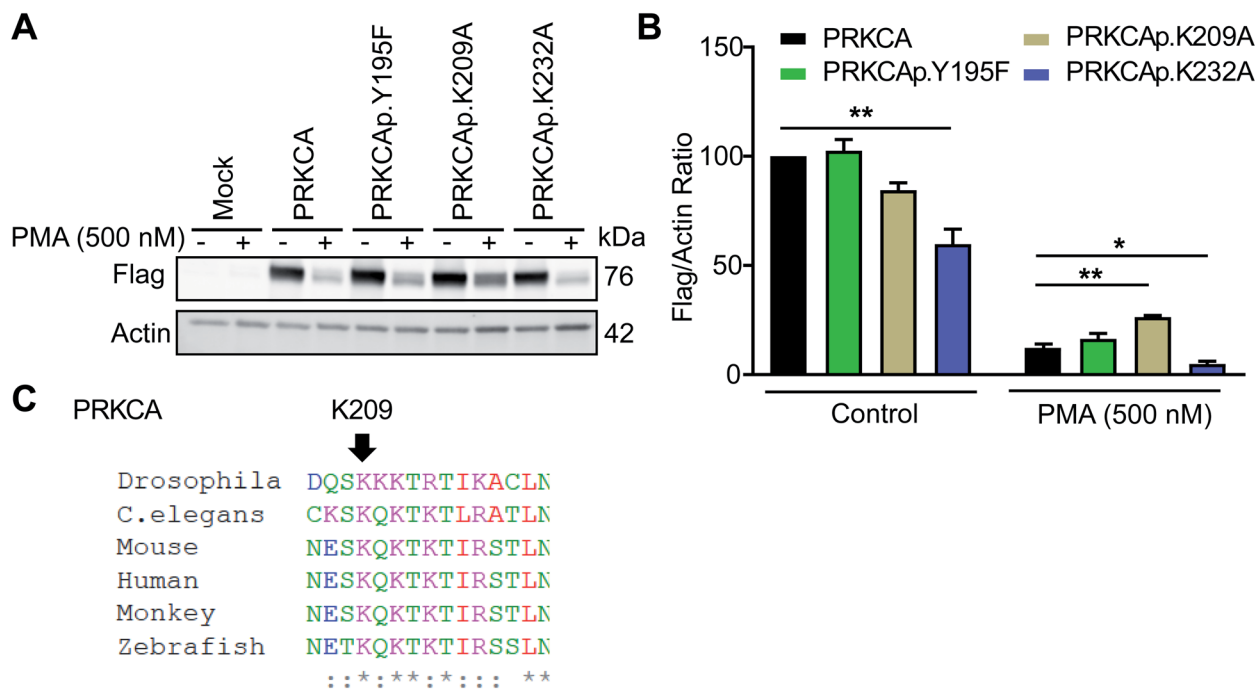 A
Mock
PRKCA
PRKCAp.Y195F
PRKCAp.K209A
PRKCAp.K232A
PMA (500 nM) - + - + - + - + - + kDa
Flag 76
Actin 42
B
PRKCA PRKCAp.K209A
PRKCAp.Y195F PRKCAp.K232A
Flag/Actin Ratio
150
100
50
0
**
*
**
Control PMA (500 nM)
C PRKCA K209
Drosophila DQSKKKTRTIKACLN
C.elegans CKSKQKTKTLRATLN
Mouse NESKQKTKTIRSTLN
Human NESKQKTKTIRSTLN
Monkey NESKQKTKTIRSTLN
Zebrafish NETKQKTKTIRSSLN
::*:**:*::: **